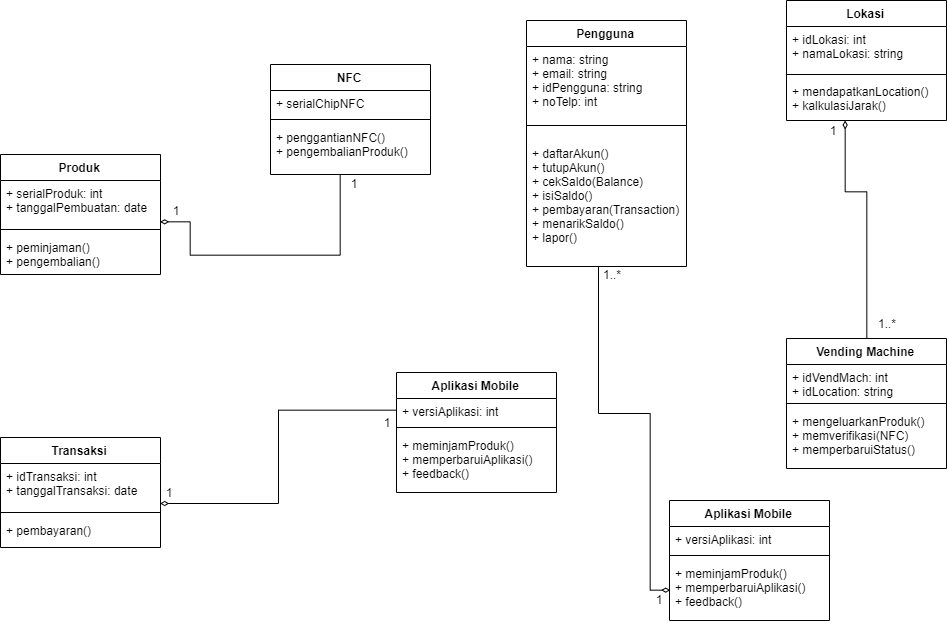 Lokasi
+ idLokasi: int
+ namaLokasi: string
+ mendapatkanLocation()
+ kalkulasiJarak()
1
Pengguna
+ nama: string
+ email: string
+ idPengguna: string
+ noTelp: int
+ daftarAkun()
+ tutupAkun()
+ cekSaldo(Balance)
+ isiSaldo()
+ pembayaran(Transaction)
+ menarikSaldo()
+ lapor()
1..*
NFC
+ serialChipNFC
+ penggantianNFC()
+ pengembalianProduk()
1
Produk
+ serialProduk: int
+ tanggalPembuatan: date
+ peminjaman()
+ pengembalian()
1
1..*
Vending Machine
+ idVendMach: int
+ idLocation: string
+ mengeluarkanProduk()
+ memverifikasi(NFC)
+ memperbaruiStatus()
Aplikasi Mobile
+ versiAplikasi: int
+ meminjamProduk()
+ memperbaruiAplikasi()
+ feedback()
1
Transaksi
+ idTransaksi: int
+ tanggalTransaksi: date
+ pembayaran()
1
Aplikasi Mobile
+ versiAplikasi: int
+ meminjamProduk()
+ memperbaruiAplikasi()
+ feedback()
1